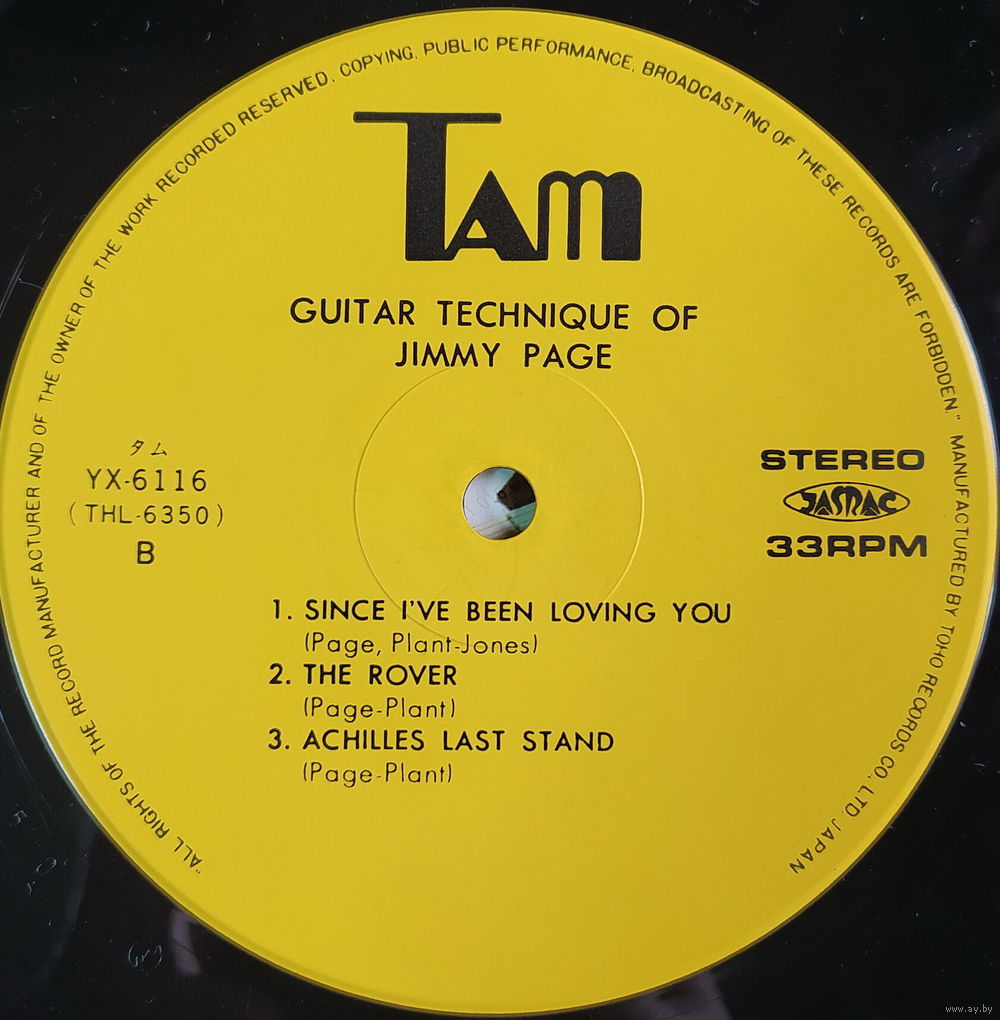 "ALL RIGHTS OF THE RECORD MANUFACTURER AND OF THE OWNER OF THE WORK RECORDED RESERVED. COPYING, PUBLIC PERFORMANCE, BROADCASTING OF THESE RECORDS ARE FORBIDDEN." MANUFACTURED BY TOHO RECORDS CO., LTD JAPAN
TAM
GUITAR TECHNIQUE OF
JIMMY PAGE
タム
YX-6116
(THL-6350)
B
STEREO
JASRAC
33RPM
1. SINCE I'VE BEEN LOVING YOU
(Page, Plant-Jones)
2. THE ROVER
(Page-Plant)
3. ACHILLES LAST STAND
(Page-Plant)
www.ay.by